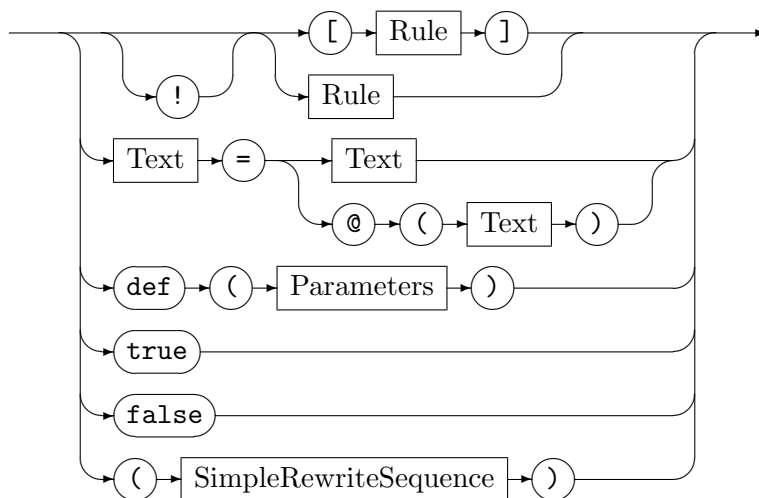 [ Rule ]
! Rule
Text = Text
@ ( Text )
def ( Parameters )
true
false
( SimpleRewriteSequence )